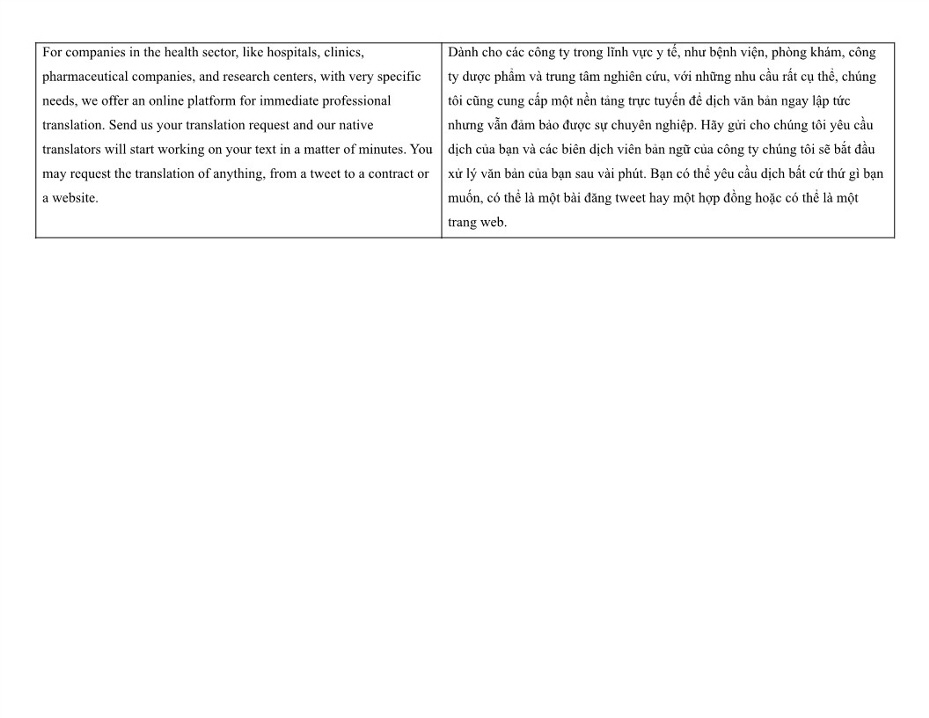 For companies in the health sector, like hospitals, clinics,
pharmaceutical companies, and research centers, with very specific
needs, we offer an online platform for immediate professional
translation. Send us your translation request and our native
translators will start working on your text in a matter of minutes. You
may request the translation of anything, from a tweet to a contract or
a website.
Dành cho các công ty trong lĩnh vực y tế, như bệnh viện, phòng khám, công
ty dược phẩm và trung tâm nghiên cứu, với những nhu cầu rất cụ thể, chúng
tôi cũng cung cấp một nền tảng trực tuyến để dịch văn bản ngay lập tức
nhưng vẫn đảm bảo được sự chuyên nghiệp. Hãy gửi cho chúng tôi yêu cầu
dịch của bạn và các biên dịch viên bản ngữ của công ty chúng tôi sẽ bắt đầu
xử lý văn bản của bạn sau vài phút. Bạn có thể yêu cầu dịch bất cứ thứ gì bạn
muốn, có thể là một bài đăng tweet hay một hợp đồng hoặc có thể là một
trang web.